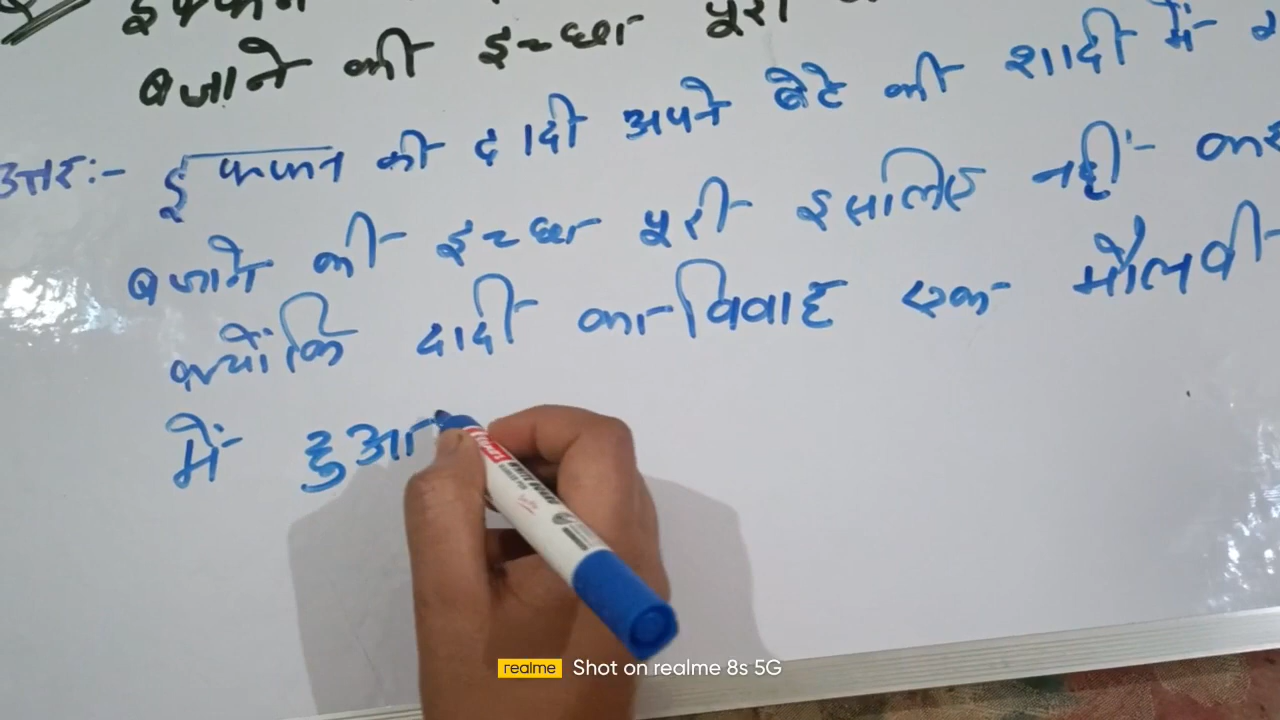 इफ्फन
बजाने की इच्छा पूरी
उत्तर:- इफ्फन की दादी अपने बेटे की शादी में
बजाने की इच्छा पूरी इसलिए नहीं कर
क्योंकि दादी का विवाह एक मौलवी
में हुआ
realme Shot on realme 8s 5G